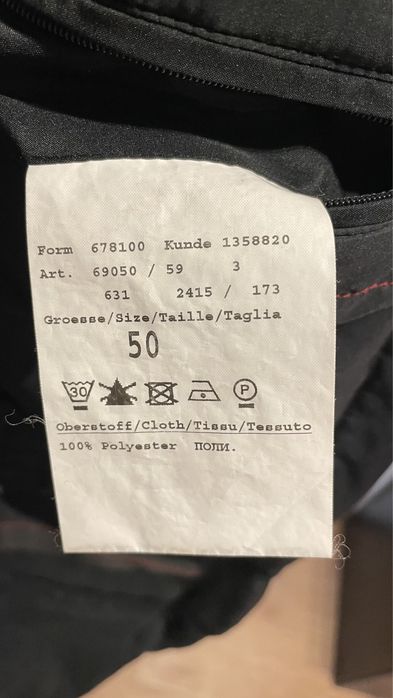 Form 678100 Kunde 1358820
Art. 69050 / 59 3
631 2415 / 173
Groesse/Size/Taille/Taglia
50
30 P
Oberstoff/Cloth/Tissu/Tessuto
100% Polyester ПОЛИ.